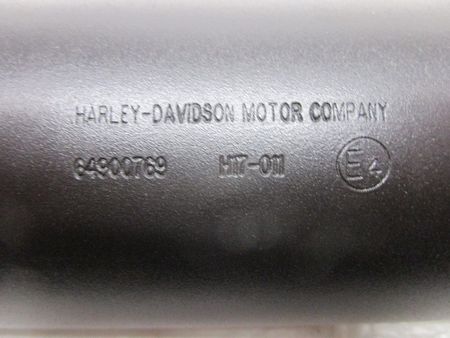 HARLEY-DAVIDSON MOTOR COMPANY
64900769 H17-011 E4